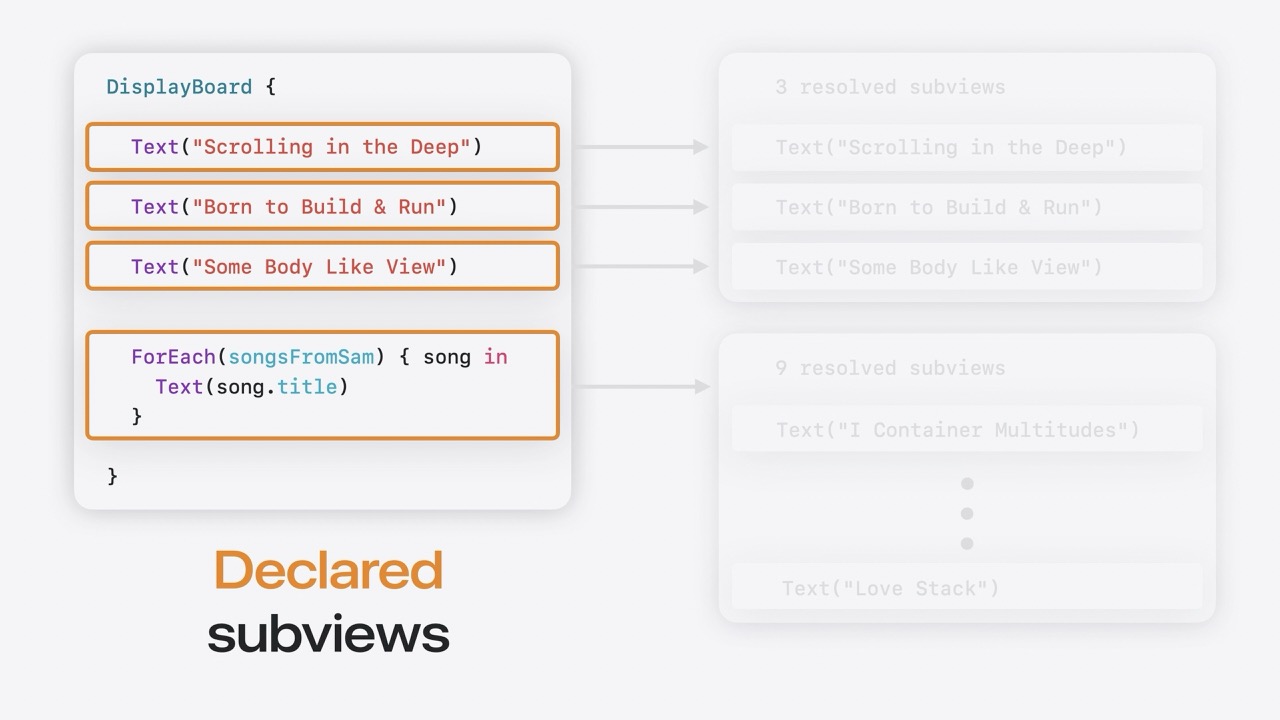 DisplayBoard {
Text("Scrolling in the Deep")
Text("Born to Build & Run")
Text("Some Body Like View")
ForEach(songsFromSam) { song in
Text(song.title)
}
}
Declared
subviews
3 resolved subviews
Text("Scrolling in the Deep")
Text("Born to Build & Run")
Text("Some Body Like View")
9 resolved subviews
Text("I Container Multitudes")
Text("Love Stack")